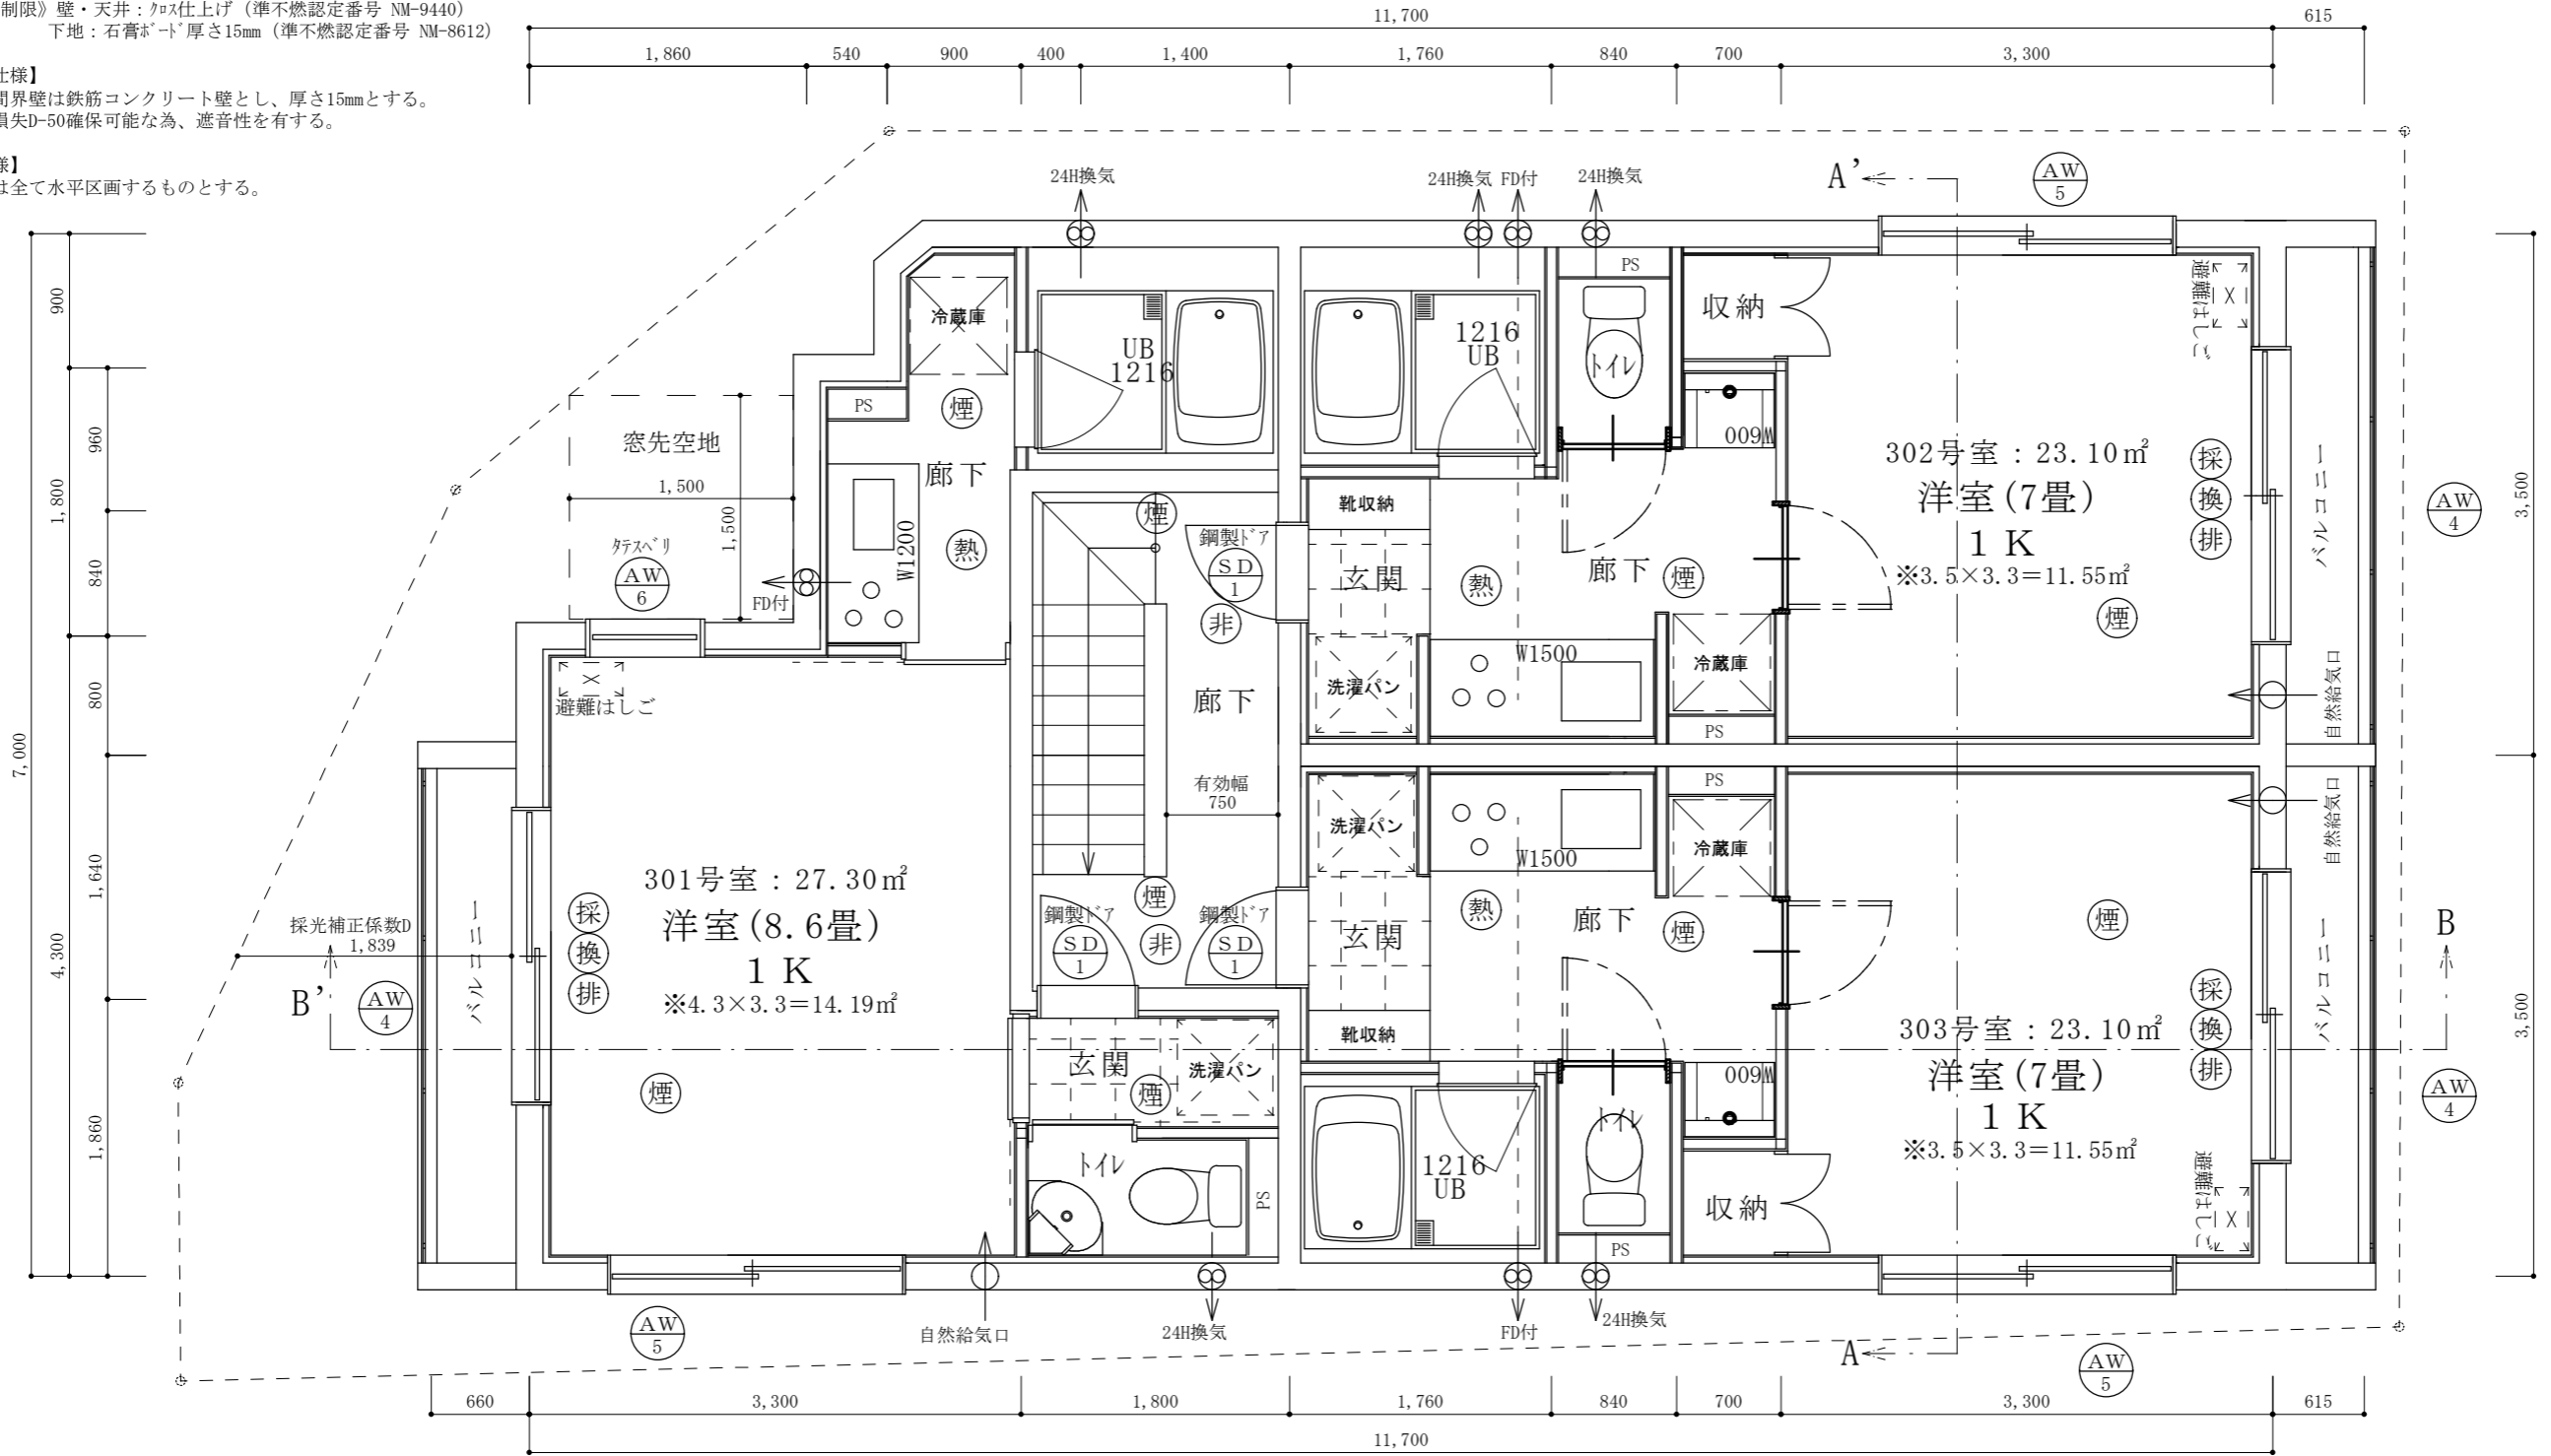 制限》壁・天井：クロス仕上げ（準不燃認定番号 NM-9440）
下地：石膏ボード厚さ15mm（準不燃認定番号 NM-8612）
仕様】
間界壁は鉄筋コンクリート壁とし、厚さ15mmとする。
損失D-50確保可能な為、遮音性を有する。
様】
は全て水平区画するものとする。
11,700
615
1,860
540
900
400
1,400
1,760
840
700
3,300
24H換気
24H換気
FD付
24H換気
A’
AW
5
PS
冷蔵庫
UB
1216
1216
UB
トイレ
収納
避難はしご
900
PS
煙
W600
960
窓先空地
廊下
302号室：23.10㎡
採
1,500
靴収納
洋室(7畳)
換
バルコニー
AW
4
3,500
1,800
1,500
煙
鋼製ドア
排
タテスベリ
W1200
熱
SD
1
玄関
熱
廊下
煙
1K
※3.5×3.3=11.55㎡
840
AW
6
FD付
非
煙
W1500
冷蔵庫
洗濯パン
避難はしご
廊下
自然給気口
800
PS
7,000
有効幅
750
PS
自然給気口
洗濯パン
W1500
冷蔵庫
1,640
301号室：27.30㎡
煙
熱
煙
採光補正係数D
1,839
採
洋室(8.6畳)
鋼製ドア
鋼製ドア
廊下
煙
B
バルコニー
換
SD
1
非
SD
1
玄関
煙
バルコニー
4,300
B’
AW
4
排
1K
※4.3×3.3=14.19㎡
採
303号室：23.10㎡
換
3,500
靴収納
玄関
洗濯パン
W600
洋室(7畳)
排
AW
4
煙
煙
1K
※3.5×3.3=11.55㎡
1,860
トイレ
トイレ
1216
UB
PS
収納
避難はしご
PS
AW
5
自然給気口
24H換気
FD付
24H換気
A
AW
5
660
3,300
1,800
1,760
840
700
3,300
615
11,700